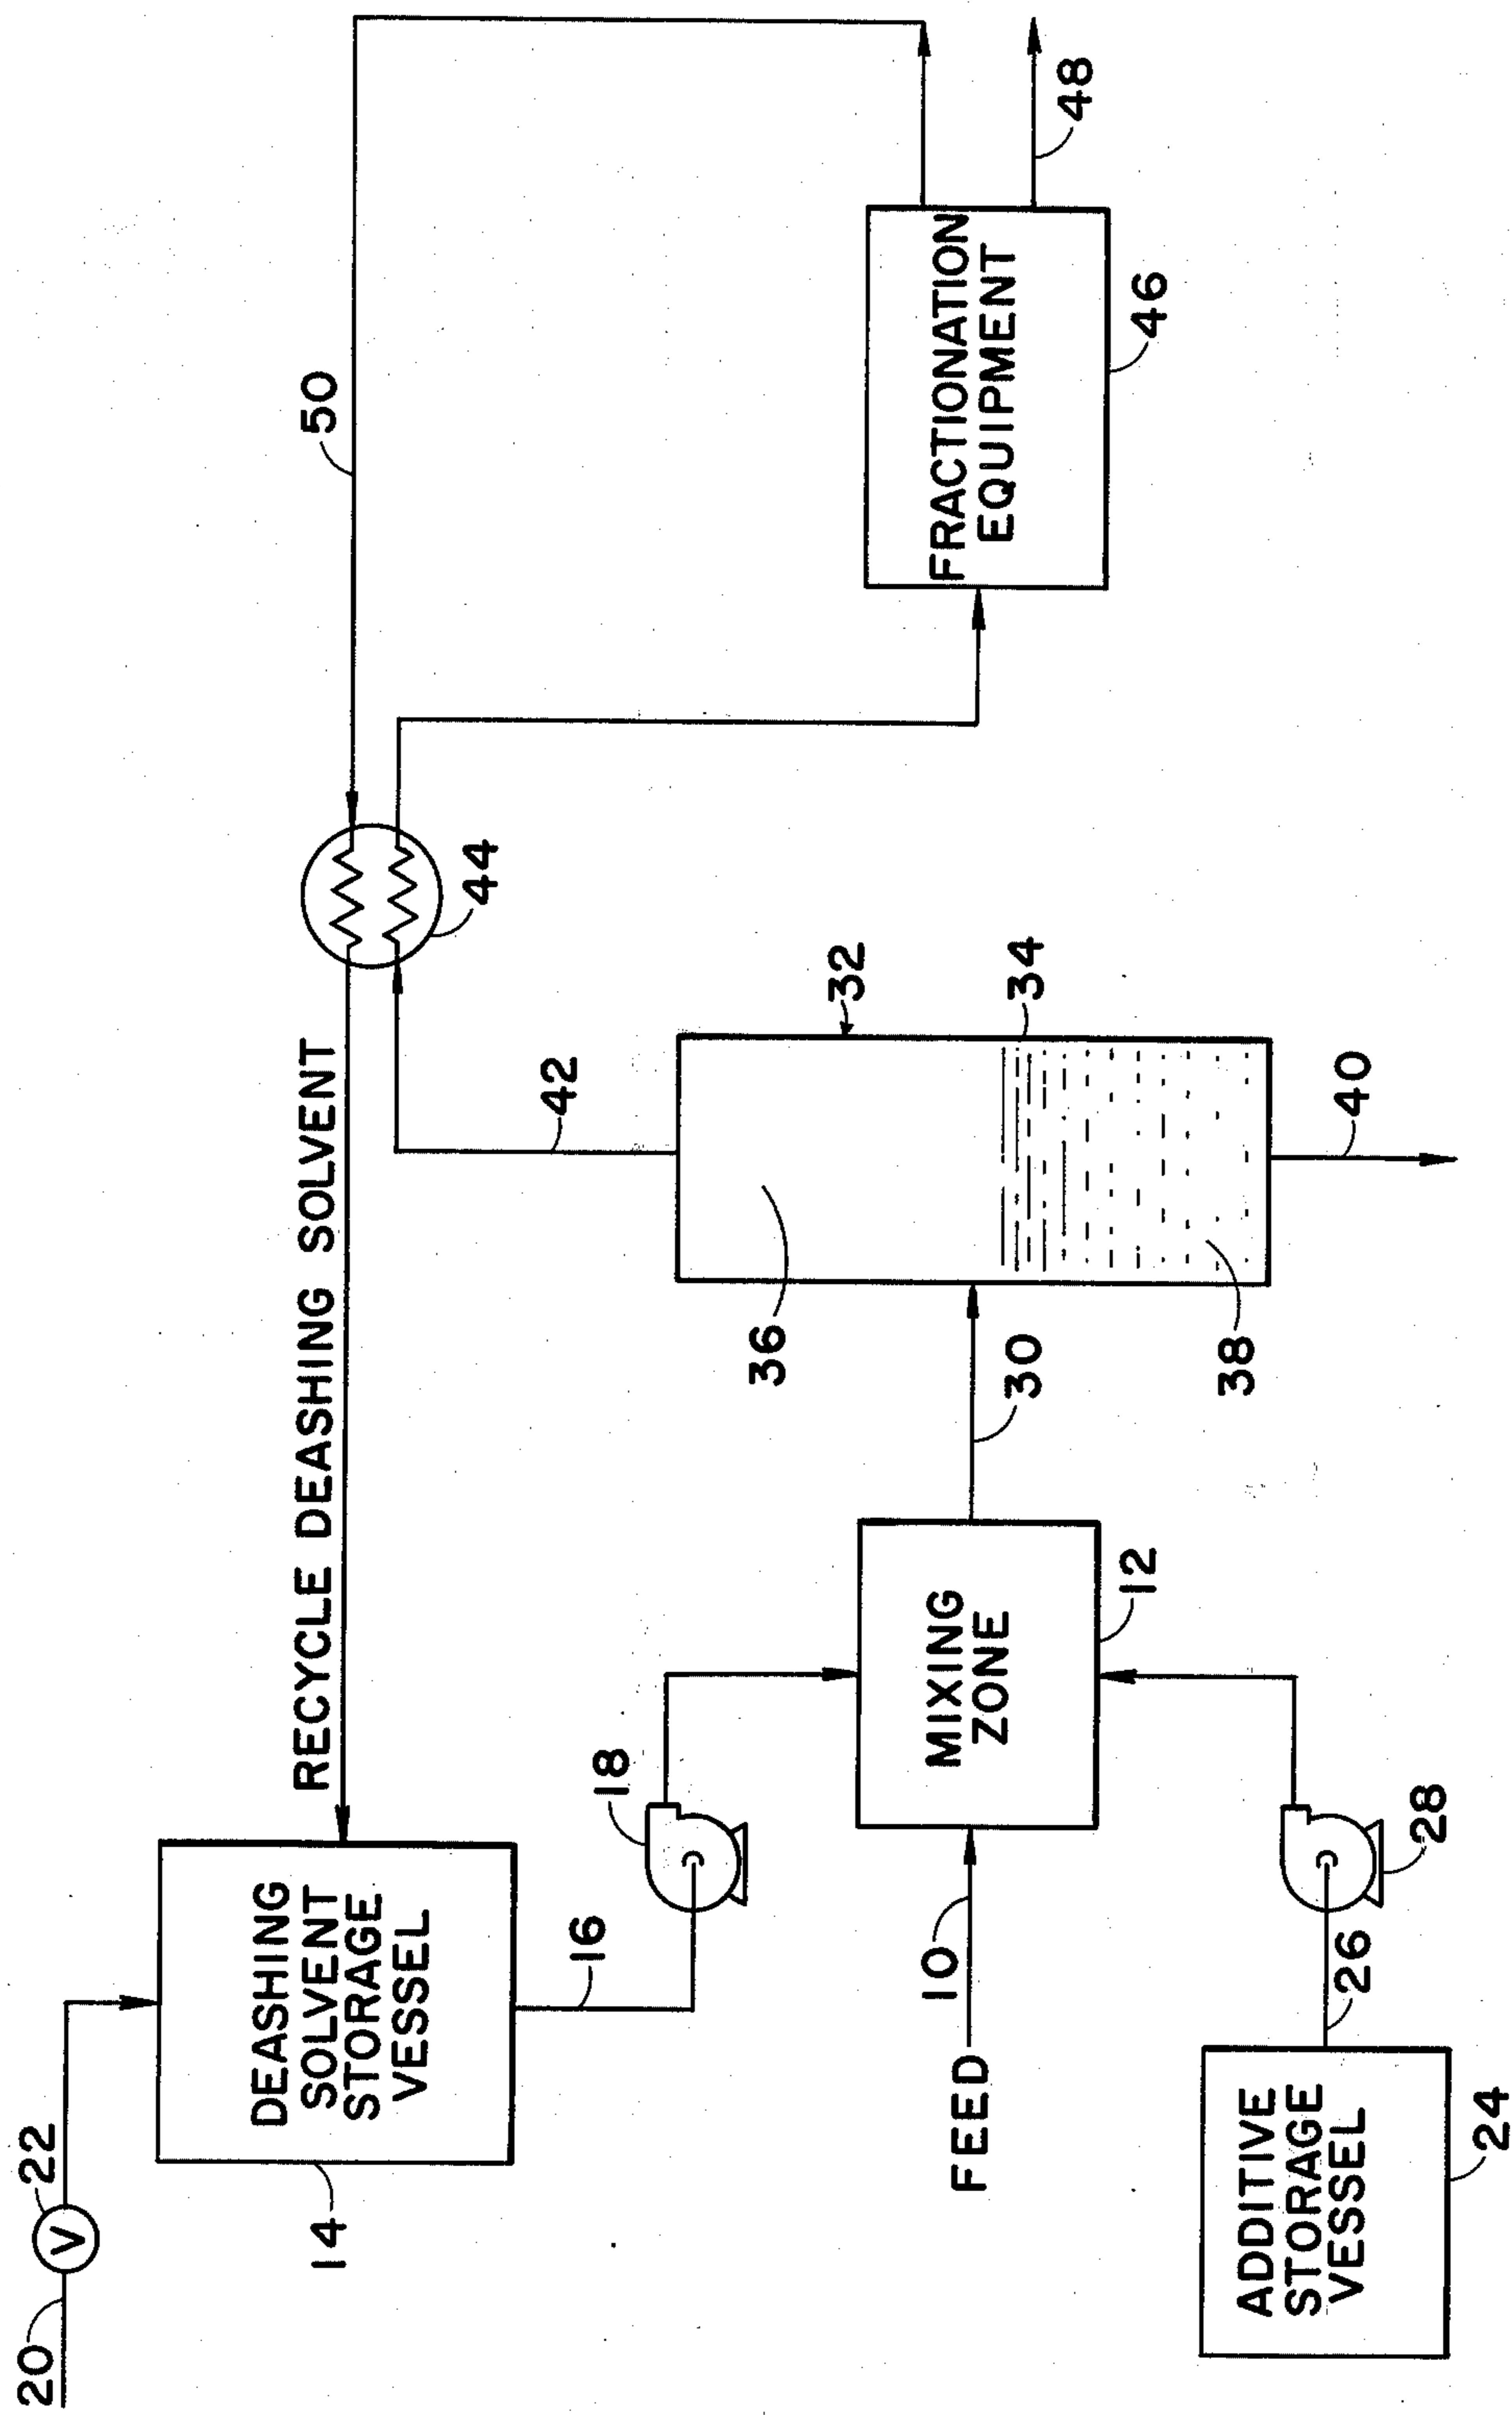 20
22
V
14
DEASHING
SOLVENT
STORAGE
VESSEL
RECYCLE DEASHING SOLVENT
50
44
16
18
42
36
32
34
38
40
FEED
10
MIXING
ZONE
12
30
FRACTIONATION
EQUIPMENT
46
48
ADDITIVE
STORAGE
VESSEL
24
26
28